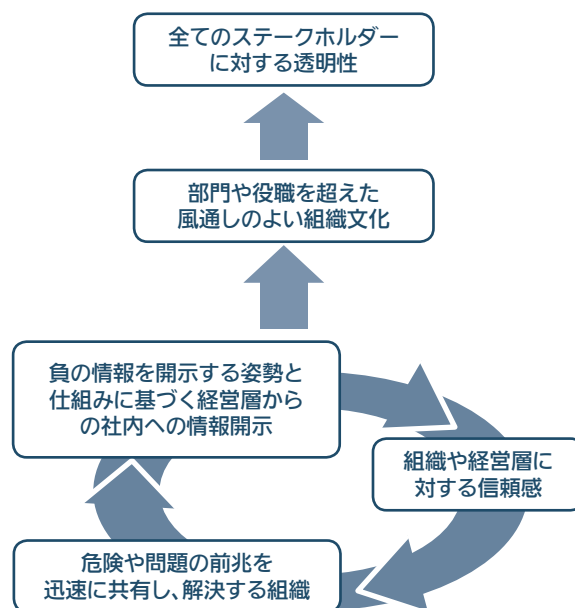 全てのステークホルダー
に対する透明性
部門や役職を超えた
風通しのよい組織文化
負の情報を開示する姿勢と
仕組みに基づく経営層から
の社内への情報開示
組織や経営層に
対する信頼感
危険や問題の前兆を
迅速に共有し、解決する組織